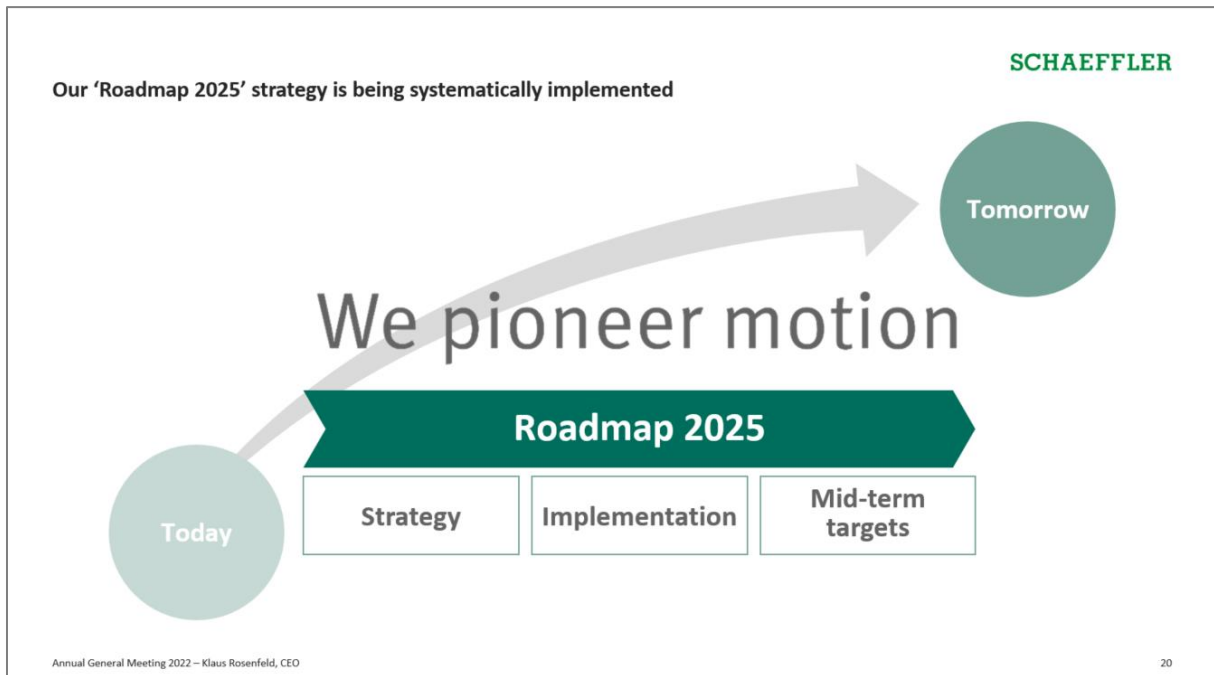 SCHAEFFLER
Our ‘Roadmap 2025’ strategy is being systematically implemented
Tomorrow
We pioneer motion
Roadmap 2025
Today
Strategy
Implementation
Mid-term
targets
Annual General Meeting 2022 – Klaus Rosenfeld, CEO
20